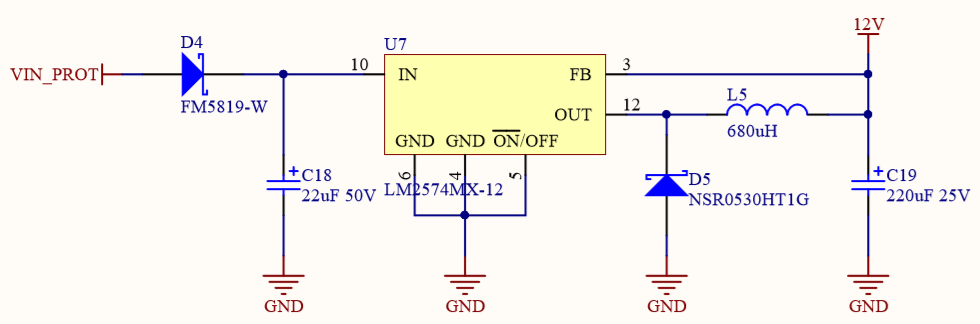 12V
D4
U7
VIN_PROT
10
IN
FB
3
FM5819-W
OUT
12
L5
680uH
GND
GND
ON/OFF
6
4
5
C18
22uF 50V
LM2574MX-12
D5
NSR0530HT1G
C19
220uF 25V
GND
GND
GND
GND